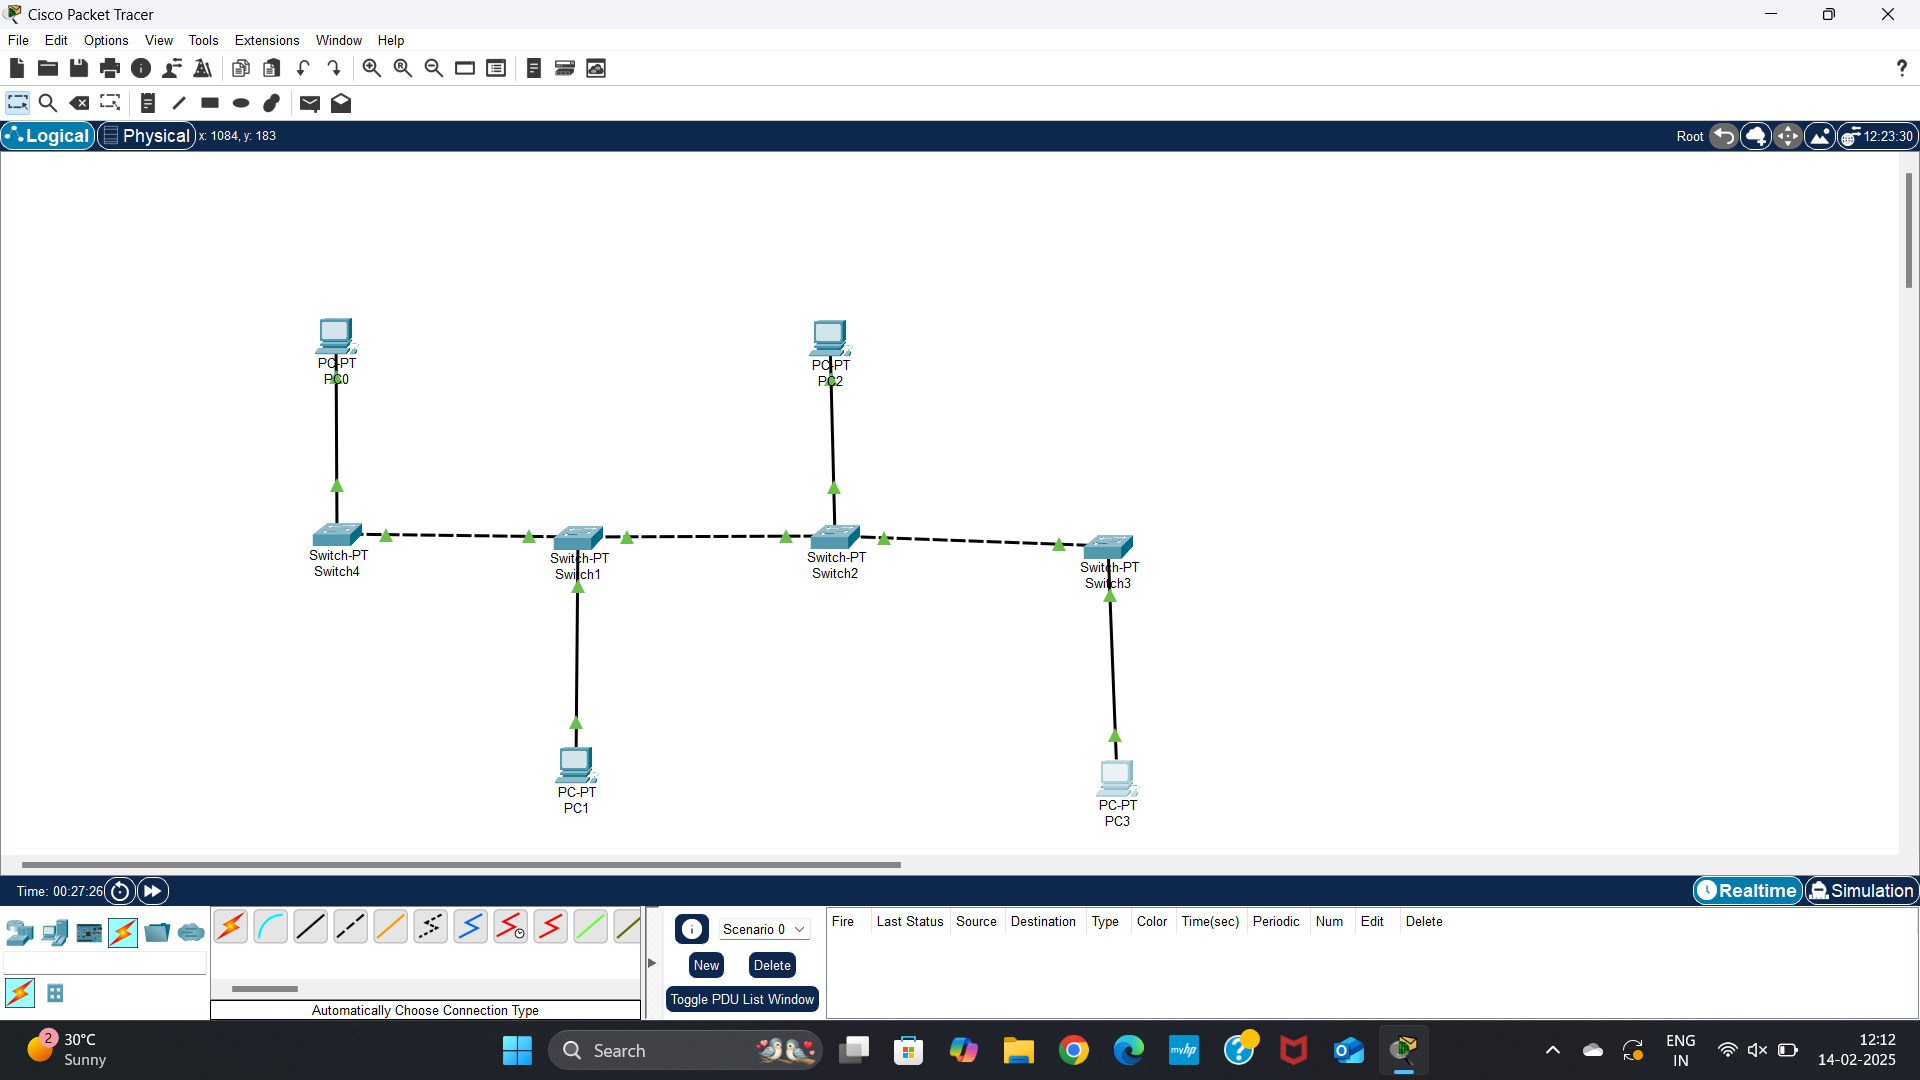 Cisco Packet Tracer
File Edit Options View Tools Extensions Window Help
?
Logical Physical x: 1084, y: 183 Root 12:23:30
PC-PT
PC0
PC-PT
PC2
Switch-PT
Switch4
Switch-PT
Switch1
Switch-PT
Switch2
Switch-PT
Switch3
PC-PT
PC1
PC-PT
PC3
Time: 00:27:26 Realtime Simulation
Scenario 0
New Delete
Toggle PDU List Window
Fire Last Status Source Destination Type Color Time(sec) Periodic Num Edit Delete
Automatically Choose Connection Type
2 30°C
Sunny
Search
myhp
ENG
IN
12:12
14-02-2025